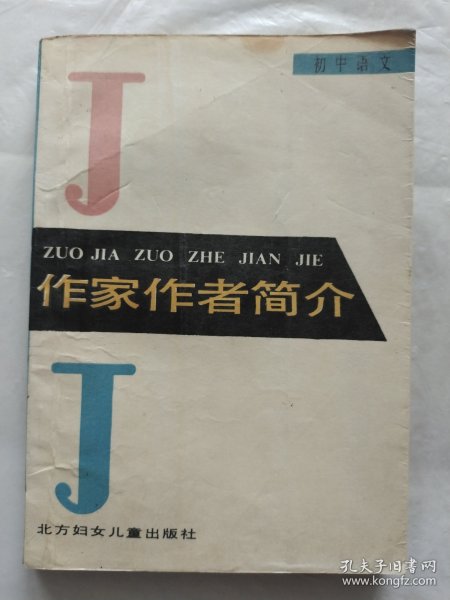 初中语文
J
ZUO JIA ZUO ZHE JIAN JIE
作家作者简介
J
北方妇女儿童出版社
孔夫子旧书网
www.kongfz.com